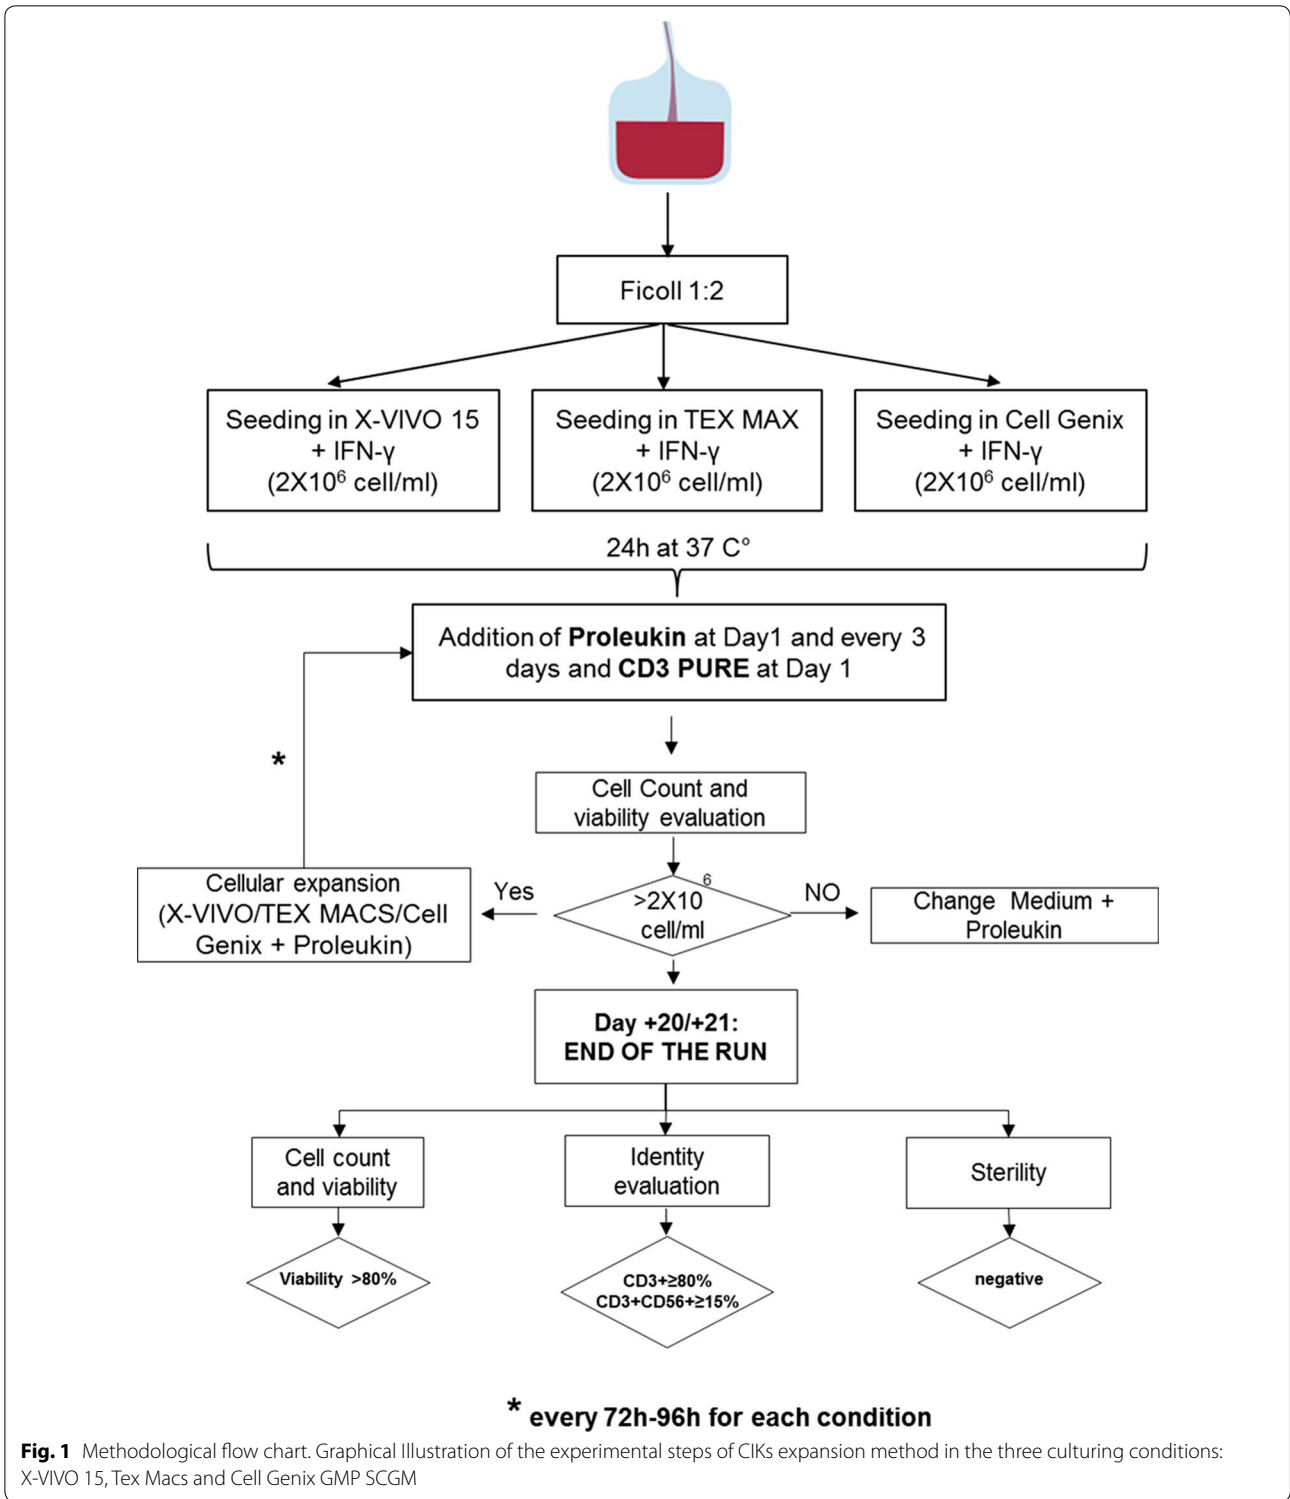 Ficoll 1:2
Seeding in X-VIVO 15
+ IFN-γ
(2X10⁶ cell/ml)
Seeding in TEX MAX
+ IFN-γ
(2X10⁶ cell/ml)
Seeding in Cell Genix
+ IFN-γ
(2X10⁶ cell/ml)
24h at 37 C°
Addition of Proleukin at Day1 and every 3
days and CD3 PURE at Day 1
*
Cell Count and
viability evaluation
Cellular expansion
(X-VIVO/TEX MACS/Cell
Genix + Proleukin)
Yes
>2X10⁶
cell/ml
NO
Change Medium +
Proleukin
Day +20/+21:
END OF THE RUN
Cell count
and viability
Identity
evaluation
Sterility
Viability >80%
CD3+≥80%
CD3+CD56+≥15%
negative
* every 72h-96h for each condition
Fig. 1 Methodological flow chart. Graphical Illustration of the experimental steps of CIKs expansion method in the three culturing conditions:
X-VIVO 15, Tex Macs and Cell Genix GMP SCGM